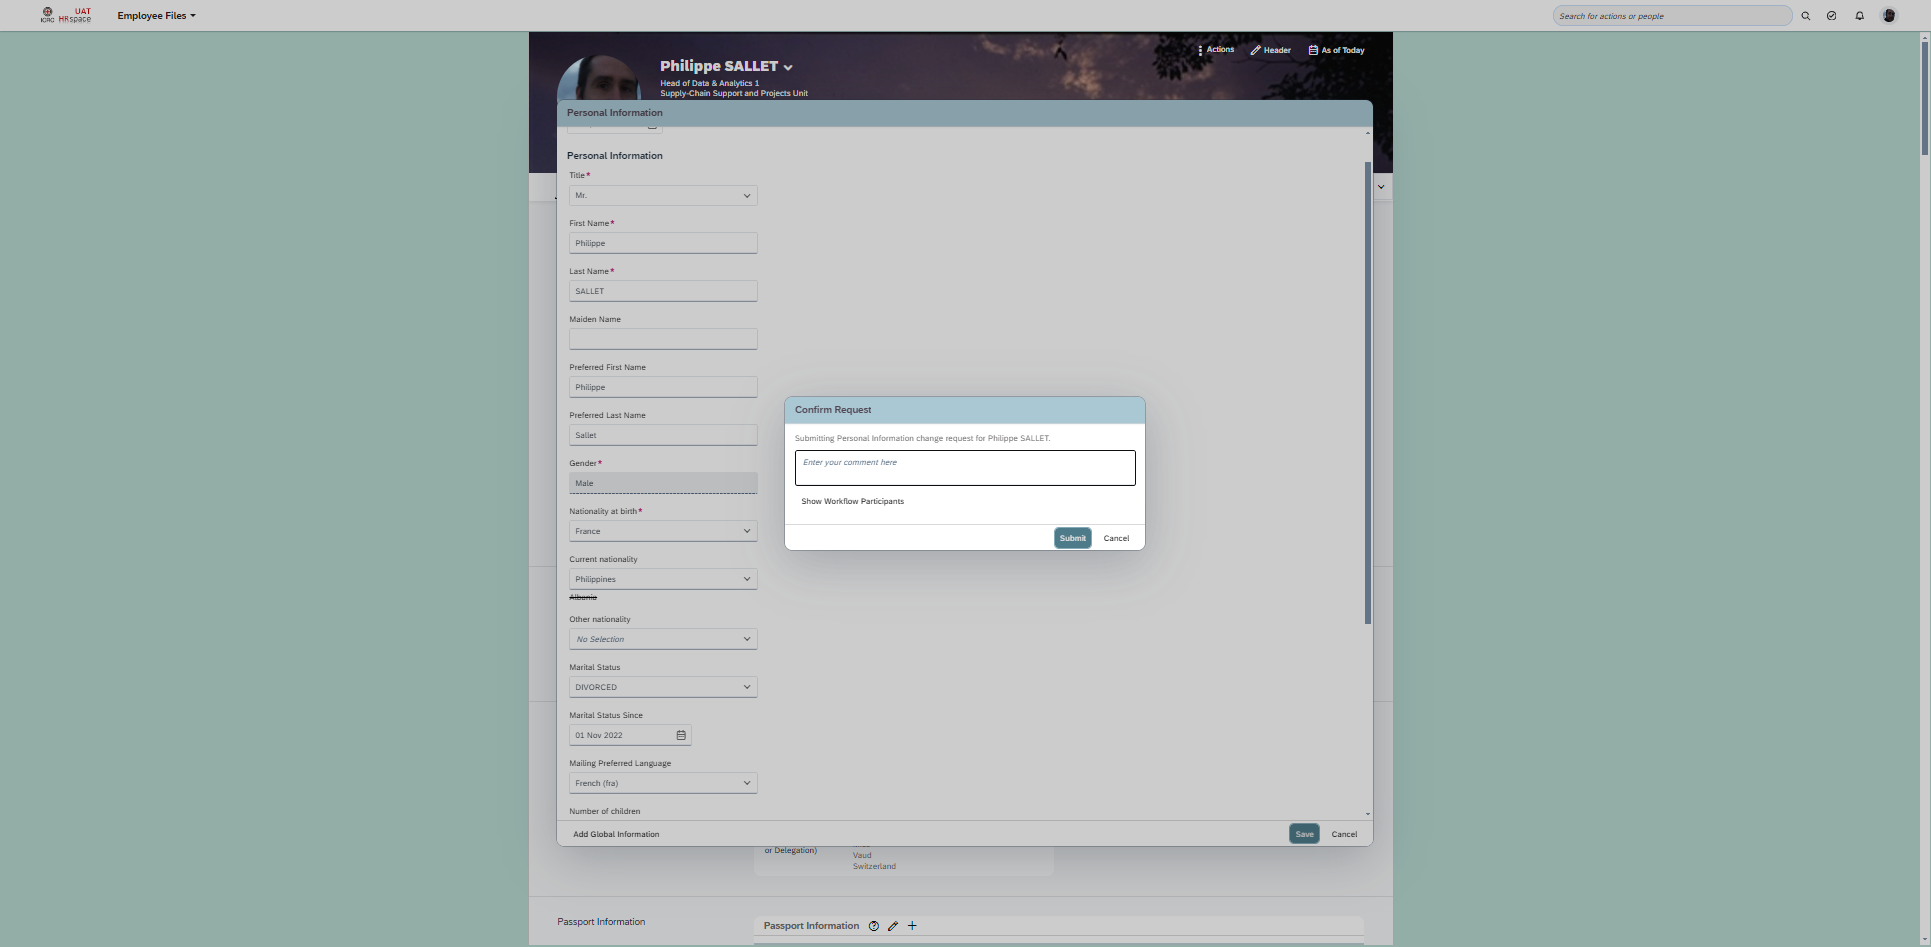 ICRC
UAT
HRspace
Employee Files
Search for actions or people
Philippe SALLET
Head of Data & Analytics 1
Supply-Chain Support and Projects Unit
Actions
Header
As of Today
Personal Information
Personal Information
Title*
Mr.
First Name*
Philippe
Last Name*
SALLET
Maiden Name
Preferred First Name
Philippe
Preferred Last Name
Sallet
Gender*
Male
Nationality at birth*
France
Current nationality
Philippines
Albania
Other nationality
No Selection
Marital Status
DIVORCED
Marital Status Since
01 Nov 2022
Mailing Preferred Language
French (fra)
Number of children
Add Global Information
Save
Cancel
Confirm Request
Submitting Personal Information change request for Philippe SALLET.
Enter your comment here
Show Workflow Participants
Submit
Cancel
or Delegation)
Vaud
Switzerland
Passport Information
Passport Information